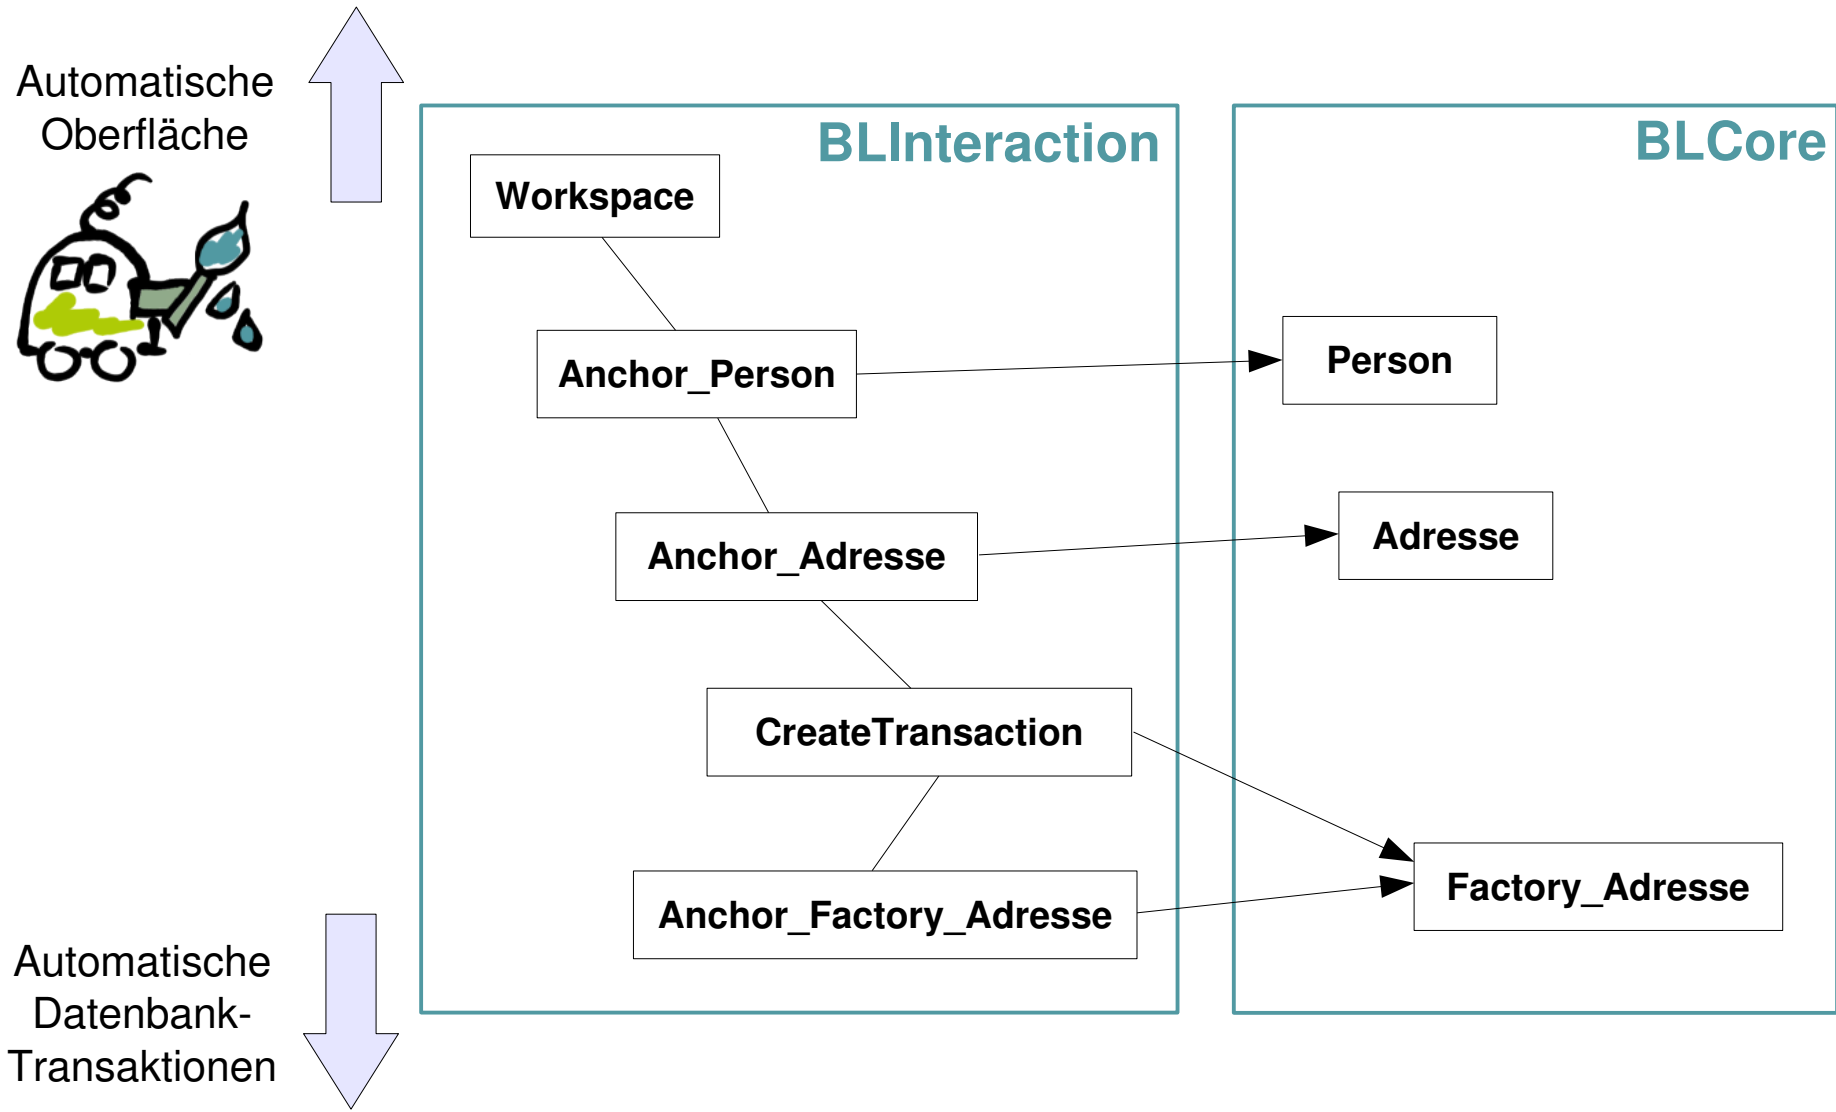 Automatische
Oberfläche
BLInteraction
BLCore
Workspace
Anchor_Person
Person
Anchor_Adresse
Adresse
CreateTransaction
Anchor_Factory_Adresse
Factory_Adresse
Automatische
Datenbank-
Transaktionen